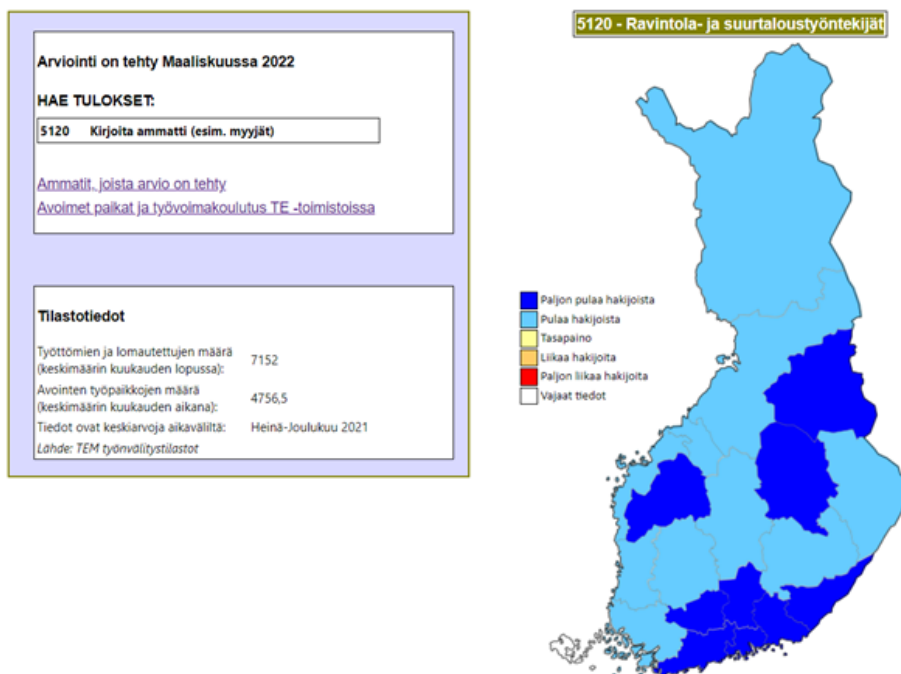 5120 - Ravintola- ja suurtaloustyöntekijät
Arviointi on tehty Maaliskuussa 2022
HAE TULOKSET:
5120 Kirjoita ammatti (esim. myyjät)
Ammatit, joista arvio on tehty
Avoimet paikat ja työvoimakoulutus TE -toimistoissa
Tilastotiedot
Työttömien ja lomautettujen määrä
(keskimäärin kuukauden lopussa): 7152
Avointen työpaikkojen määrä
(keskimäärin kuukauden aikana): 4756,5
Tiedot ovat keskiarvoja aikaväliltä: Heinä-Joulukuu 2021
Lähde: TEM työnvälitystilastot
Paljon pulaa hakijoista
Pulaa hakijoista
Tasapaino
Liikaa hakijoita
Paljon liikaa hakijoita
Vajaat tiedot